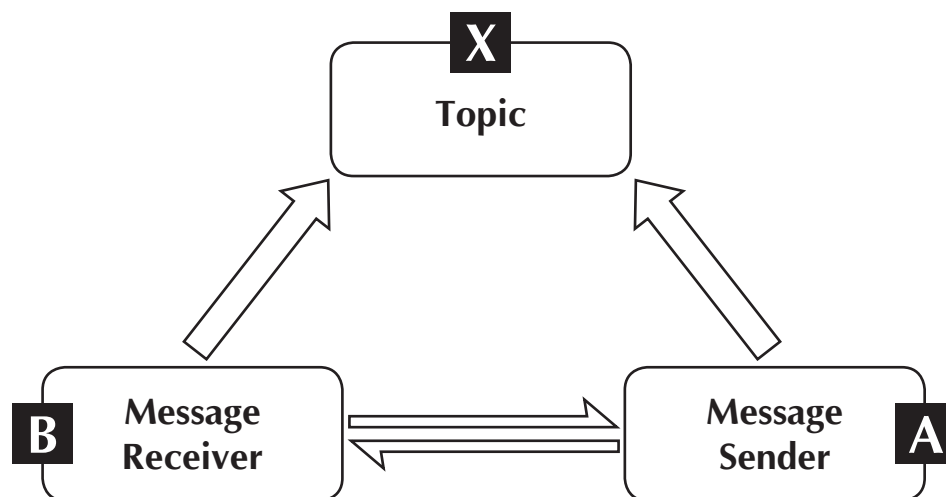 X
Topic
B
Message
Receiver
Message
Sender
A